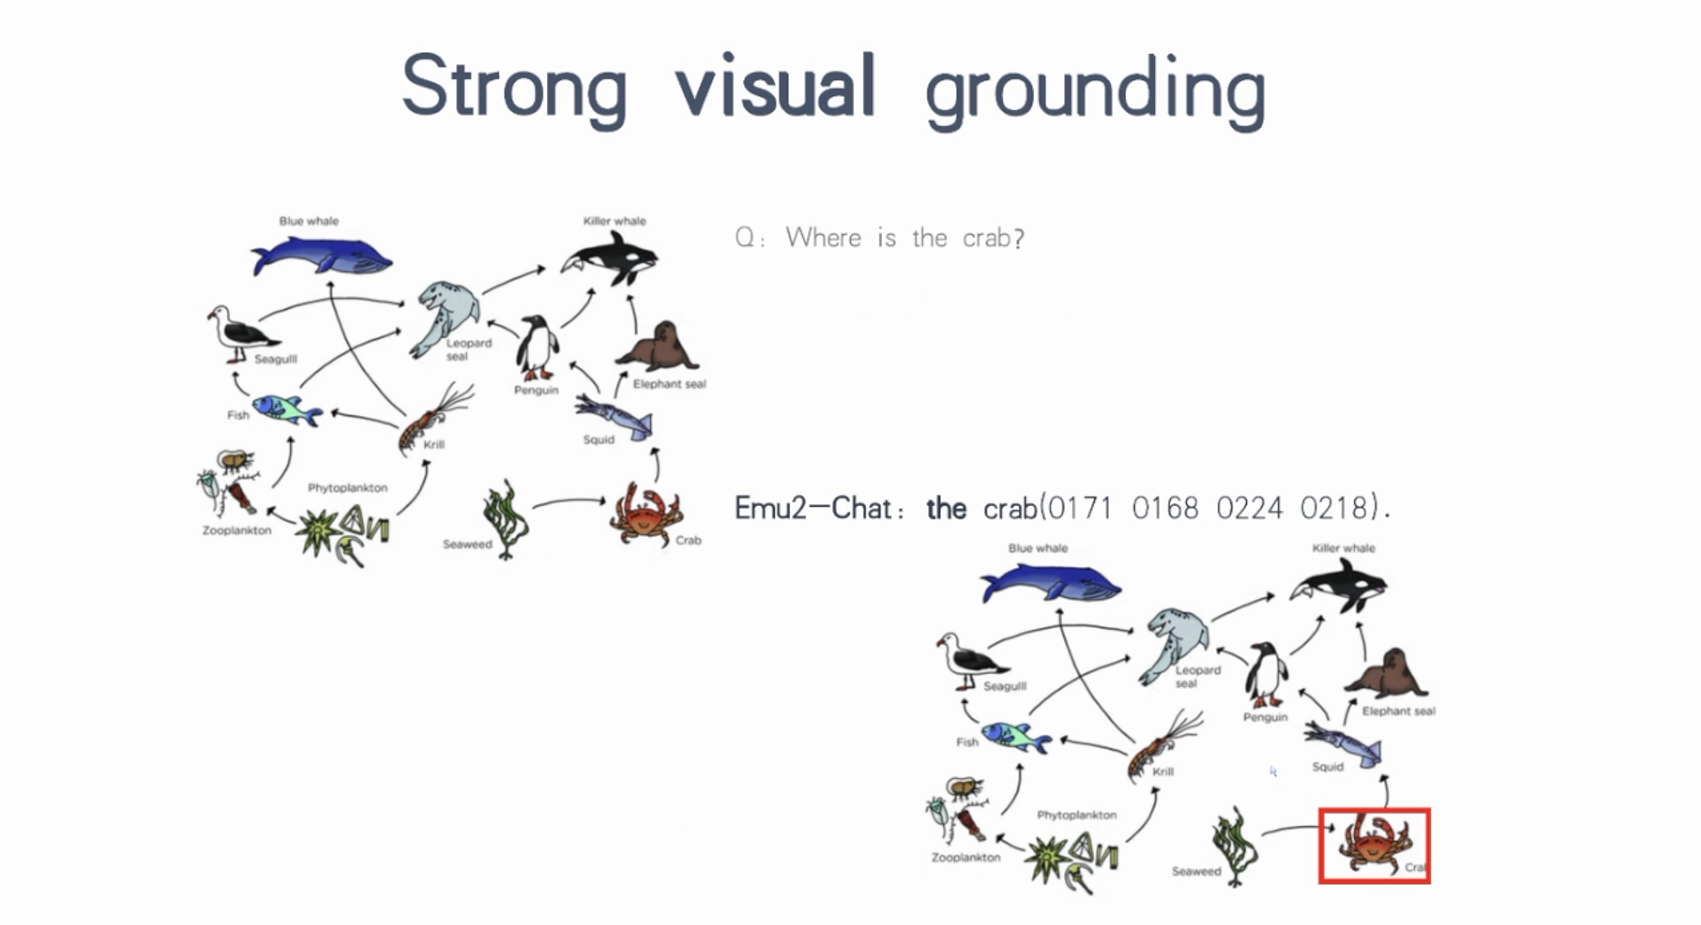 Strong visual grounding
Blue whale
Killer whale
Q: Where is the crab?
Leopard
seal
Seagulll
Elephant seal
Penguin
Fish
Squid
Krill
Phytoplankton
Zooplankton
Seaweed
Crab
Emu2-Chat: the crab(0171 0168 0224 0218).
Blue whale
Killer whale
Leopard
seal
Seagulll
Elephant seal
Penguin
Fish
Squid
Krill
Phytoplankton
Zooplankton
Seaweed
Cra